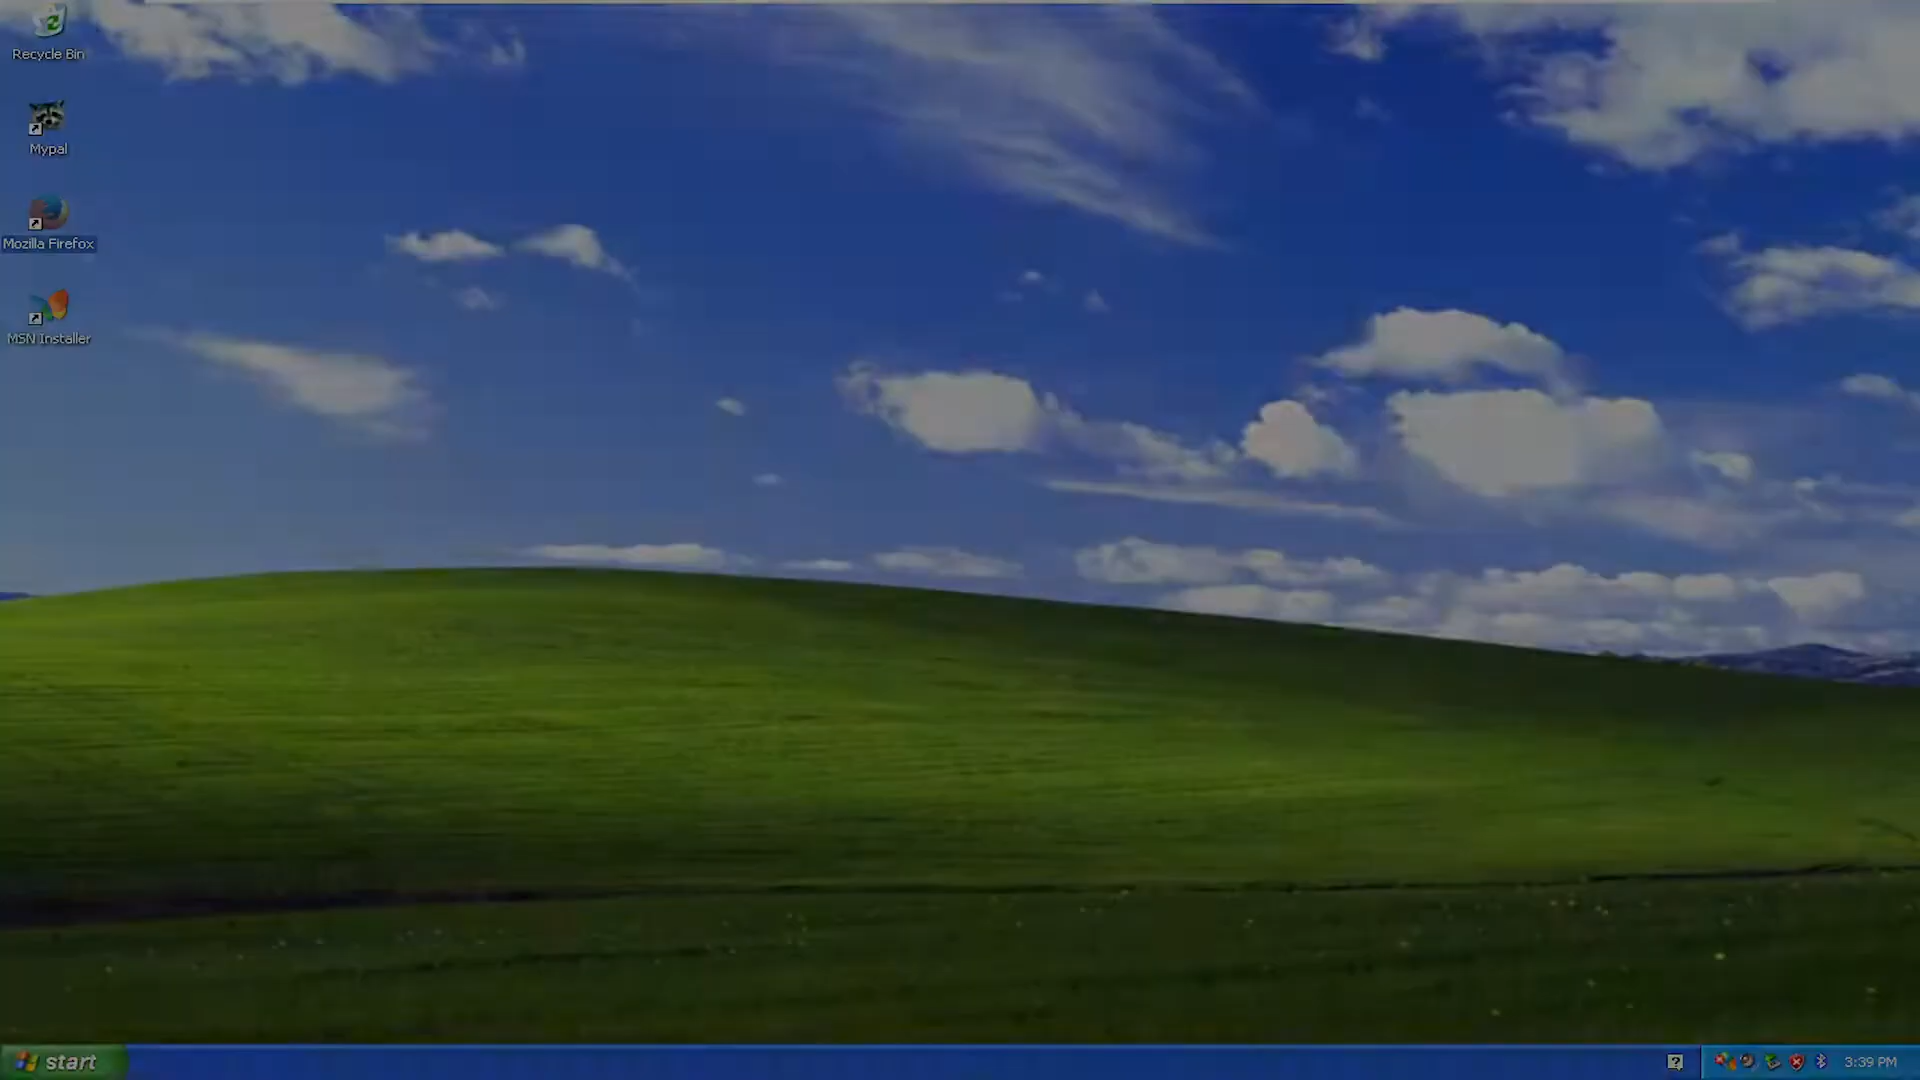 Recycle Bin
Mypal
Mozilla Firefox
MSN Installer
start
3:39 PM